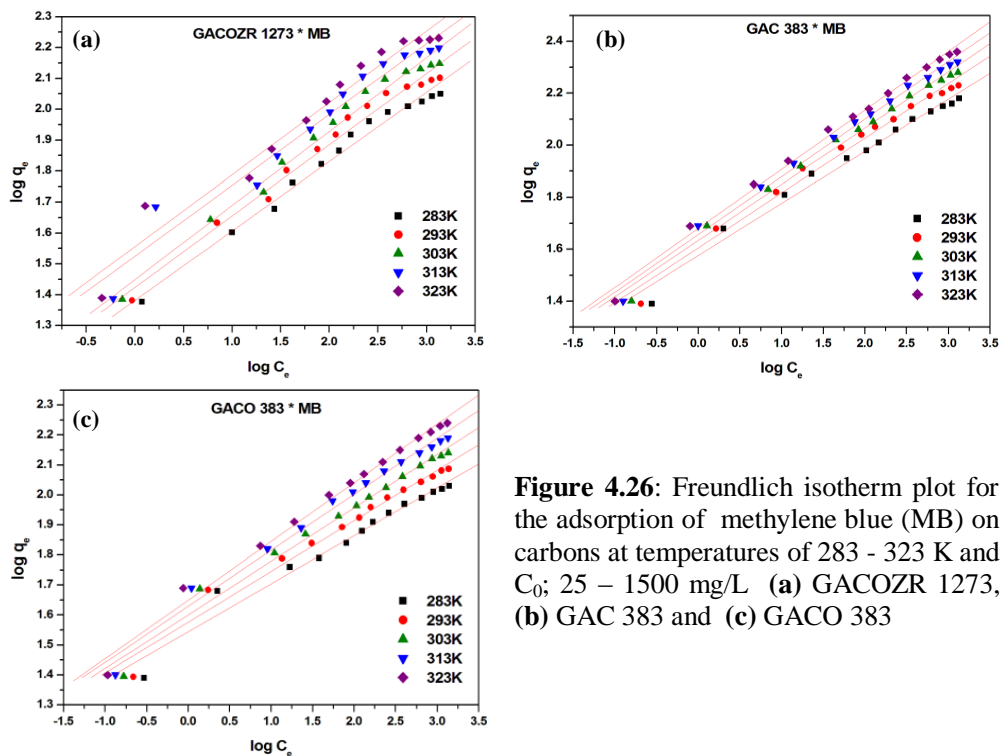 (a)
GACOZR 1273 * MB
log qe
2.3
2.2
2.1
2.0
1.9
1.8
1.7
1.6
1.5
1.4
1.3
283K
293K
303K
313K
323K
-0.5 0.0 0.5 1.0 1.5 2.0 2.5 3.0 3.5
log Ce
(b)
GAC 383 * MB
log qe
2.4
2.2
2.0
1.8
1.6
1.4
283K
293K
303K
313K
323K
-1.5 -1.0 -0.5 0.0 0.5 1.0 1.5 2.0 2.5 3.0 3.5
log Ce
(c)
GACO 383 * MB
log qe
2.3
2.2
2.1
2.0
1.9
1.8
1.7
1.6
1.5
1.4
1.3
283K
293K
303K
313K
323K
-1.5 -1.0 -0.5 0.0 0.5 1.0 1.5 2.0 2.5 3.0 3.5
log Ce
Figure 4.26: Freundlich isotherm plot for
the adsorption of methylene blue (MB) on
carbons at temperatures of 283 - 323 K and
C0; 25 – 1500 mg/L (a) GACOZR 1273,
(b) GAC 383 and (c) GACO 383